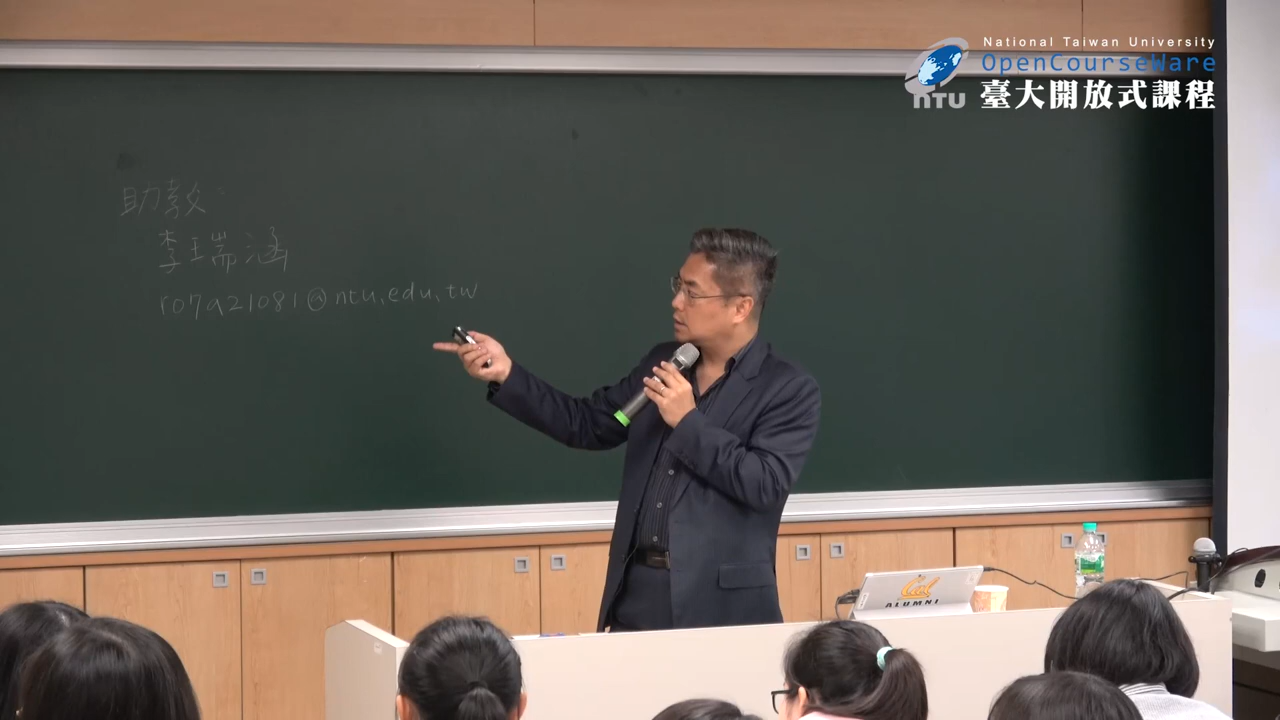 National Taiwan University
OpenCourseWare
nTU 臺大開放式課程
助教:
李瑞涵
r07a21081@ntu.edu.tw
Cal
ALUMNI